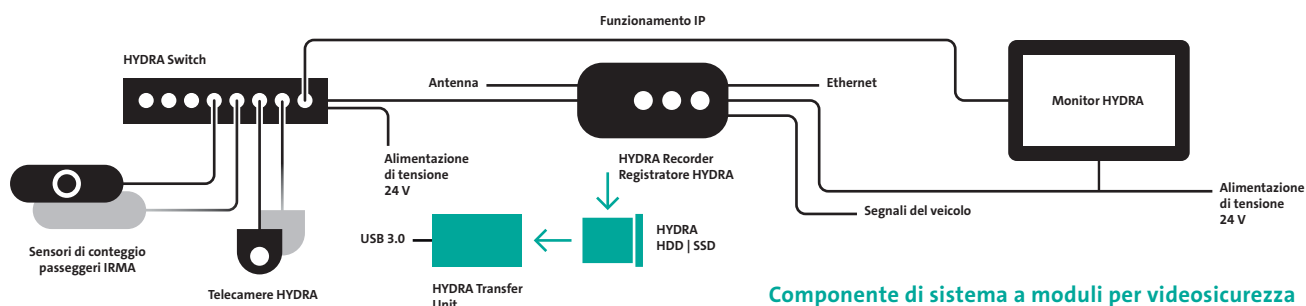 Funzionamento IP
HYDRA Switch
Antenna
Ethernet
Monitor HYDRA
Alimentazione
di tensione
24 V
HYDRA Recorder
Registratore HYDRA
Alimentazione
di tensione
24 V
Segnali del veicolo
USB 3.0
HYDRA
HDD | SSD
Sensori di conteggio
passeggeri IRMA
Telecamere HYDRA
HYDRA Transfer
Unit
Componente di sistema a moduli per videosicurezza